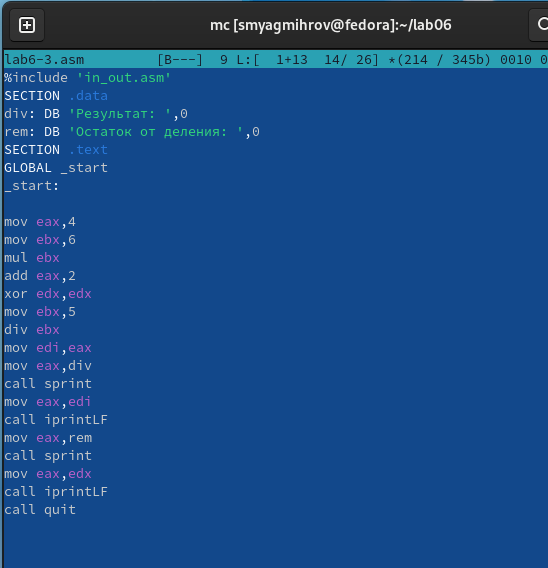 mc [smyagmihrov@fedora]:~/lab06
lab6-3.asm [B---] 9 L:[ 1+13 14/ 26] *(214 / 345b) 0010 0
%include 'in_out.asm'
SECTION .data
div: DB 'Результат: ',0
rem: DB 'Остаток от деления: ',0
SECTION .text
GLOBAL _start
_start:
mov eax,4
mov ebx,6
mul ebx
add eax,2
xor edx,edx
mov ebx,5
div ebx
mov edi,eax
mov eax,div
call sprint
mov eax,edi
call iprintLF
mov eax,rem
call sprint
mov eax,edx
call iprintLF
call quit